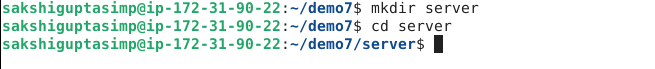 sakshiguptasimp@ip-172-31-90-22:~/demo7$ mkdir server
sakshiguptasimp@ip-172-31-90-22:~/demo7$ cd server
sakshiguptasimp@ip-172-31-90-22:~/demo7/server$